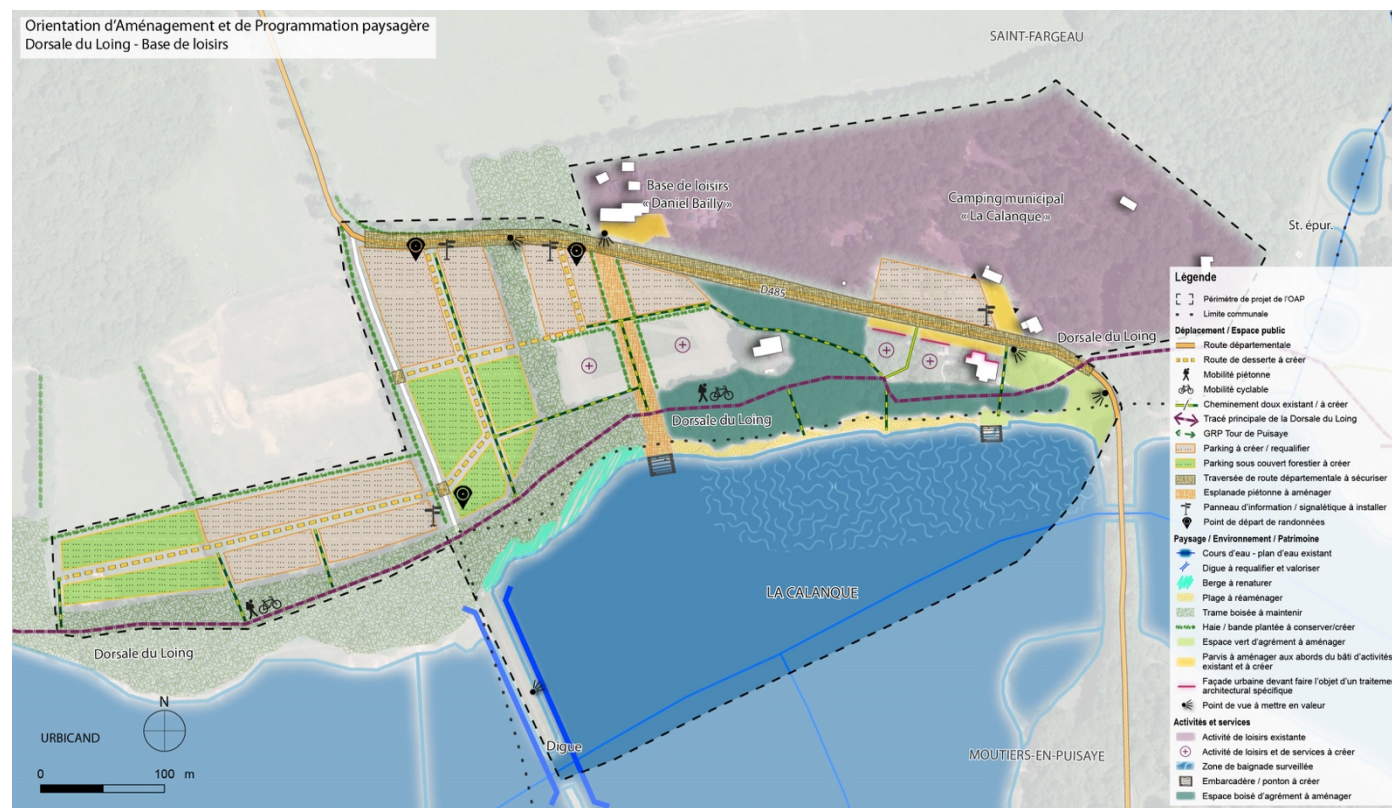 Orientation d'Aménagement et de Programmation paysagère
Dorsale du Loing - Base de loisirs
SAINT-FARGEAU
Base de loisirs
« Daniel Bailly »
Camping municipal
« La Calanque »
St. épur.
D485
Dorsale du Loing
Dorsale du Loing
Dorsale du Loing
LA CALANQUE
Digue
MOUTIERS-EN-PUISAYE
URBICAND
N
0 100 m
Légende
Périmètre de projet de l'OAP
Limite communale
Déplacement / Espace public
Route départementale
Route de desserte à créer
Mobilité piétonne
Mobilité cyclable
Cheminement doux existant / à créer
Tracé principale de la Dorsale du Loing
GRP Tour de Puisaye
Parking à créer / requalifier
Parking sous couvert forestier à créer
Traversée de route départementale à sécuriser
Esplanade piétonne à aménager
Panneau d'information / signalétique à installer
Point de départ de randonnées
Paysage / Environnement / Patrimoine
Cours d'eau - plan d'eau existant
Digue à requalifier et valoriser
Berge à renaturer
Plage à réaménager
Trame boisée à maintenir
Haie / bande plantée à conserver/créer
Espace vert d'agrément à aménager
Parvis à aménager aux abords du bâti d'activités
existant et à créer
Façade urbaine devant faire l'objet d'un traitemen
architectural spécifique
Point de vue à mettre en valeur
Activités et services
Activité de loisirs existante
Activité de loisirs et de services à créer
Zone de baignade surveillée
Embarcadère / ponton à créer
Espace boisé d'agrément à aménager